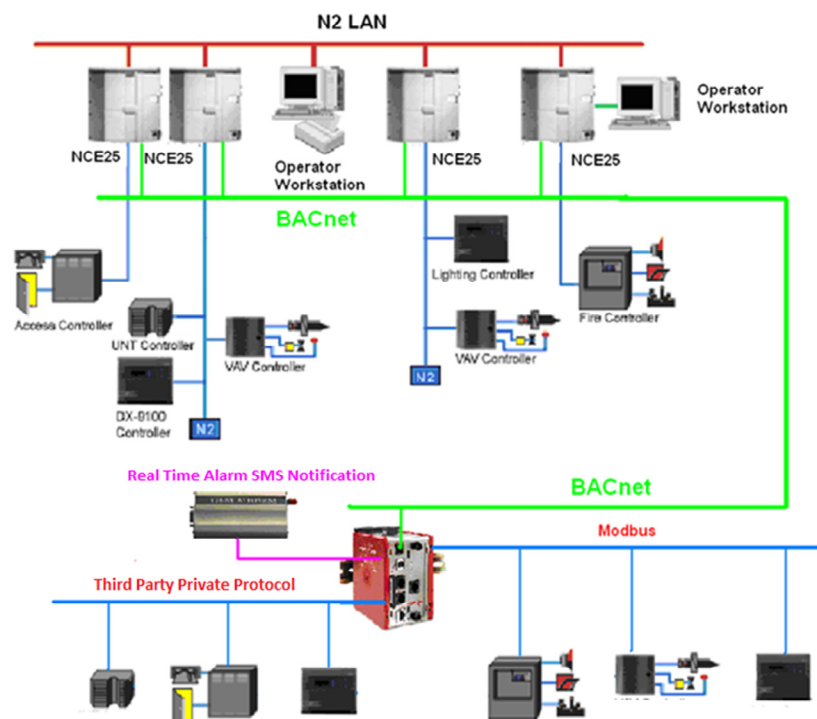 N2 LAN
Operator
Workstation
NCE25
NCE25
Operator
Workstation
NCE25
NCE25
BACnet
Lighting Controller
Access Controller
Fire Controller
UNT Controller
VAV Controller
VAV Controller
N2
DX-9100
Controller
N2
Real Time Alarm SMS Notification
BACnet
Modbus
Third Party Private Protocol